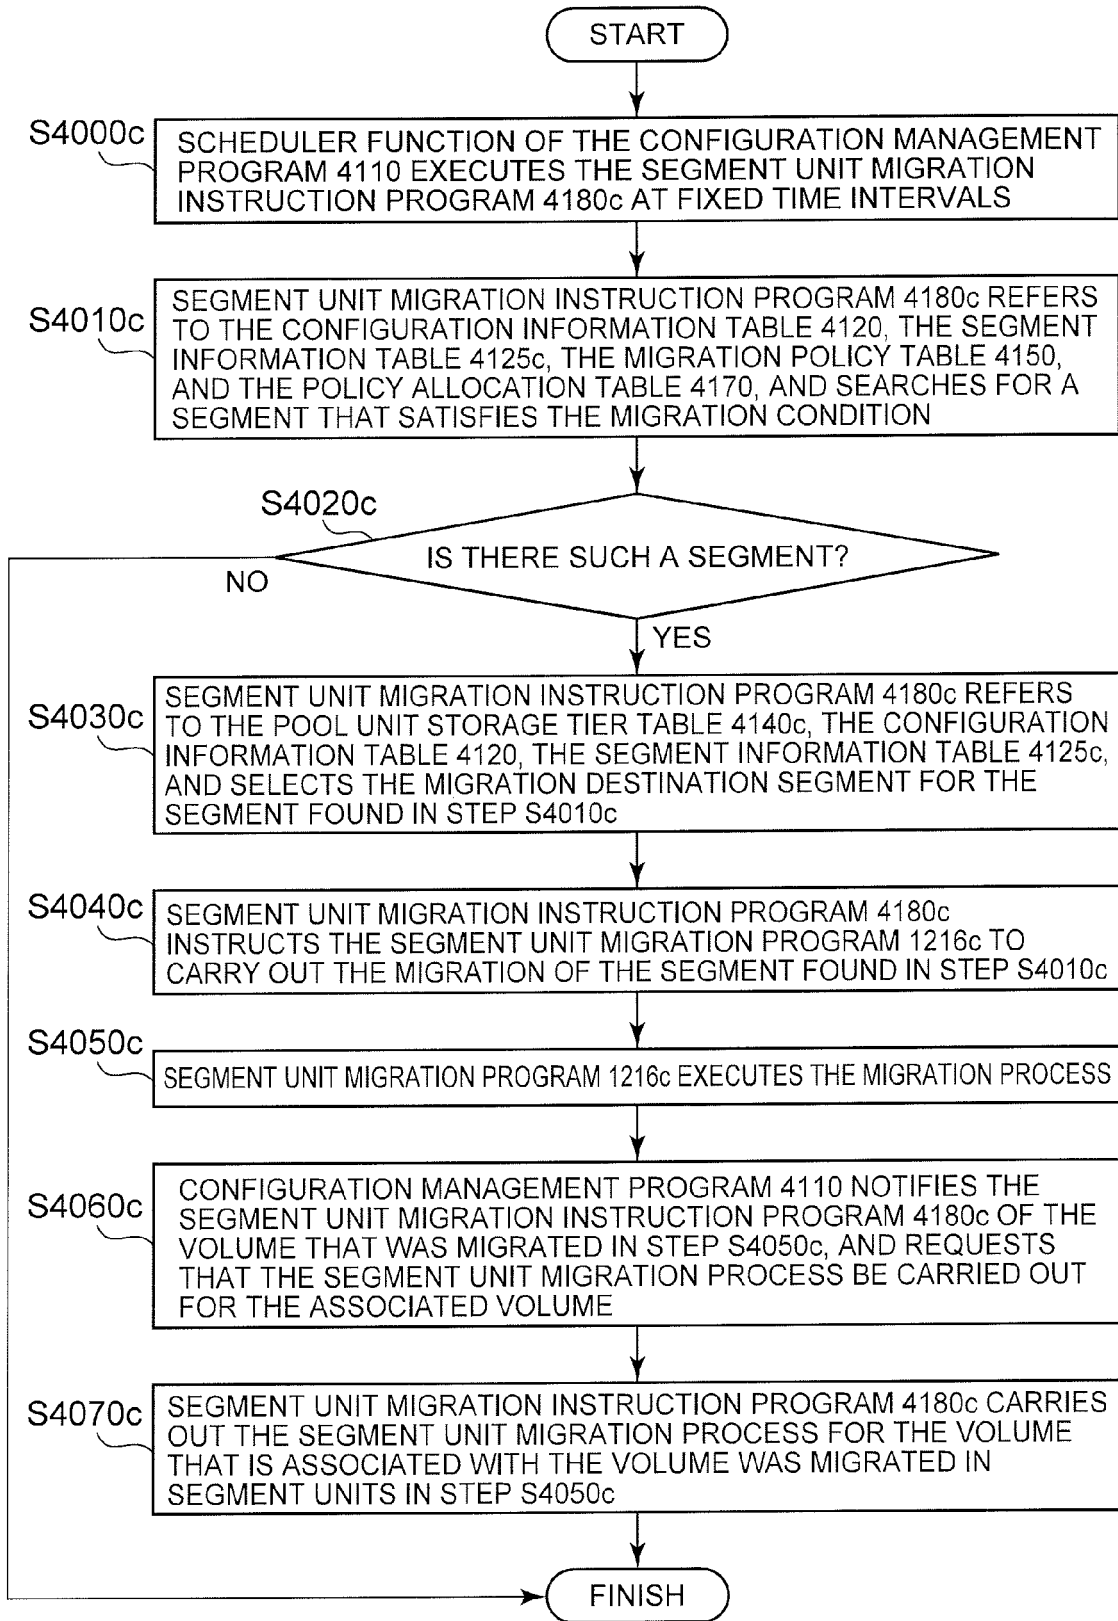 START
S4000c
SCHEDULER FUNCTION OF THE CONFIGURATION MANAGEMENT
PROGRAM 4110 EXECUTES THE SEGMENT UNIT MIGRATION
INSTRUCTION PROGRAM 4180c AT FIXED TIME INTERVALS
S4010c
SEGMENT UNIT MIGRATION INSTRUCTION PROGRAM 4180c REFERS
TO THE CONFIGURATION INFORMATION TABLE 4120, THE SEGMENT
INFORMATION TABLE 4125c, THE MIGRATION POLICY TABLE 4150,
AND THE POLICY ALLOCATION TABLE 4170, AND SEARCHES FOR A
SEGMENT THAT SATISFIES THE MIGRATION CONDITION
S4020c
IS THERE SUCH A SEGMENT?
NO
YES
S4030c
SEGMENT UNIT MIGRATION INSTRUCTION PROGRAM 4180c REFERS
TO THE POOL UNIT STORAGE TIER TABLE 4140c, THE CONFIGURATION
INFORMATION TABLE 4120, THE SEGMENT INFORMATION TABLE 4125c,
AND SELECTS THE MIGRATION DESTINATION SEGMENT FOR THE
SEGMENT FOUND IN STEP S4010c
S4040c
SEGMENT UNIT MIGRATION INSTRUCTION PROGRAM 4180c
INSTRUCTS THE SEGMENT UNIT MIGRATION PROGRAM 1216c TO
CARRY OUT THE MIGRATION OF THE SEGMENT FOUND IN STEP S4010c
S4050c
SEGMENT UNIT MIGRATION PROGRAM 1216c EXECUTES THE MIGRATION PROCESS
S4060c
CONFIGURATION MANAGEMENT PROGRAM 4110 NOTIFIES THE
SEGMENT UNIT MIGRATION INSTRUCTION PROGRAM 4180c OF THE
VOLUME THAT WAS MIGRATED IN STEP S4050c, AND REQUESTS
THAT THE SEGMENT UNIT MIGRATION PROCESS BE CARRIED OUT
FOR THE ASSOCIATED VOLUME
S4070c
SEGMENT UNIT MIGRATION INSTRUCTION PROGRAM 4180c CARRIES
OUT THE SEGMENT UNIT MIGRATION PROCESS FOR THE VOLUME
THAT IS ASSOCIATED WITH THE VOLUME WAS MIGRATED IN
SEGMENT UNITS IN STEP S4050c
FINISH